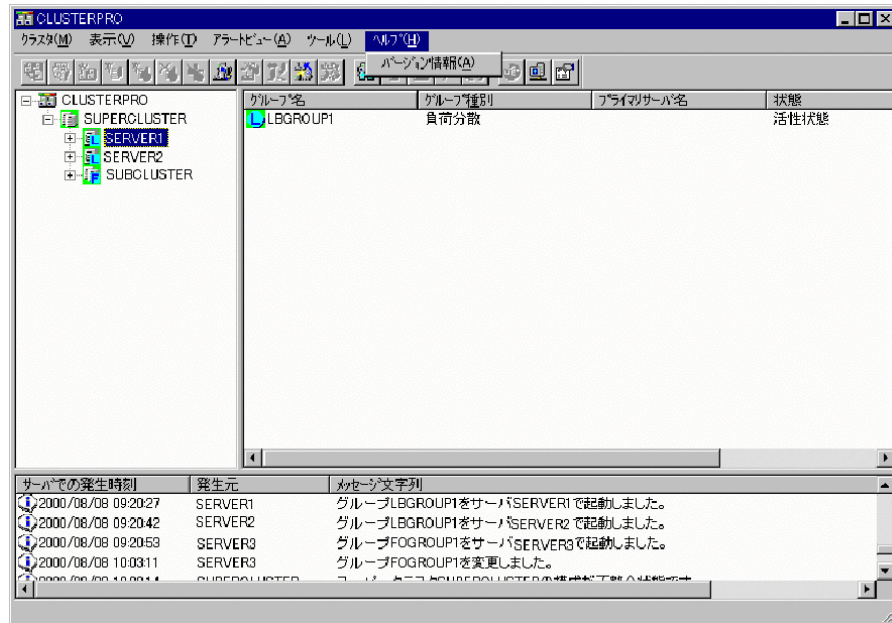 CLUSTERPRO
クラスタ(M) 表示(V) 操作(T) アラートビュー(A) ツール(L) ヘルプ(H)
バージョン情報(A)
CLUSTERPRO
SUPERCLUSTER
SERVER1
SERVER2
SUBCLUSTER
グループ名 グループ種別 プライマリサーバ名 状態
LBGROUP1 負荷分散 活性状態
サーバでの発生時刻 発生元 メッセージ文字列
2000/08/08 09:20:27 SERVER1 グループLBGROUP1をサーバSERVER1で起動しました。
2000/08/08 09:20:42 SERVER2 グループLBGROUP1をサーバSERVER2で起動しました。
2000/08/08 09:20:53 SERVER3 グループFOGROUP1をサーバSERVER3で起動しました。
2000/08/08 10:03:11 SERVER3 グループFOGROUP1を変更しました。